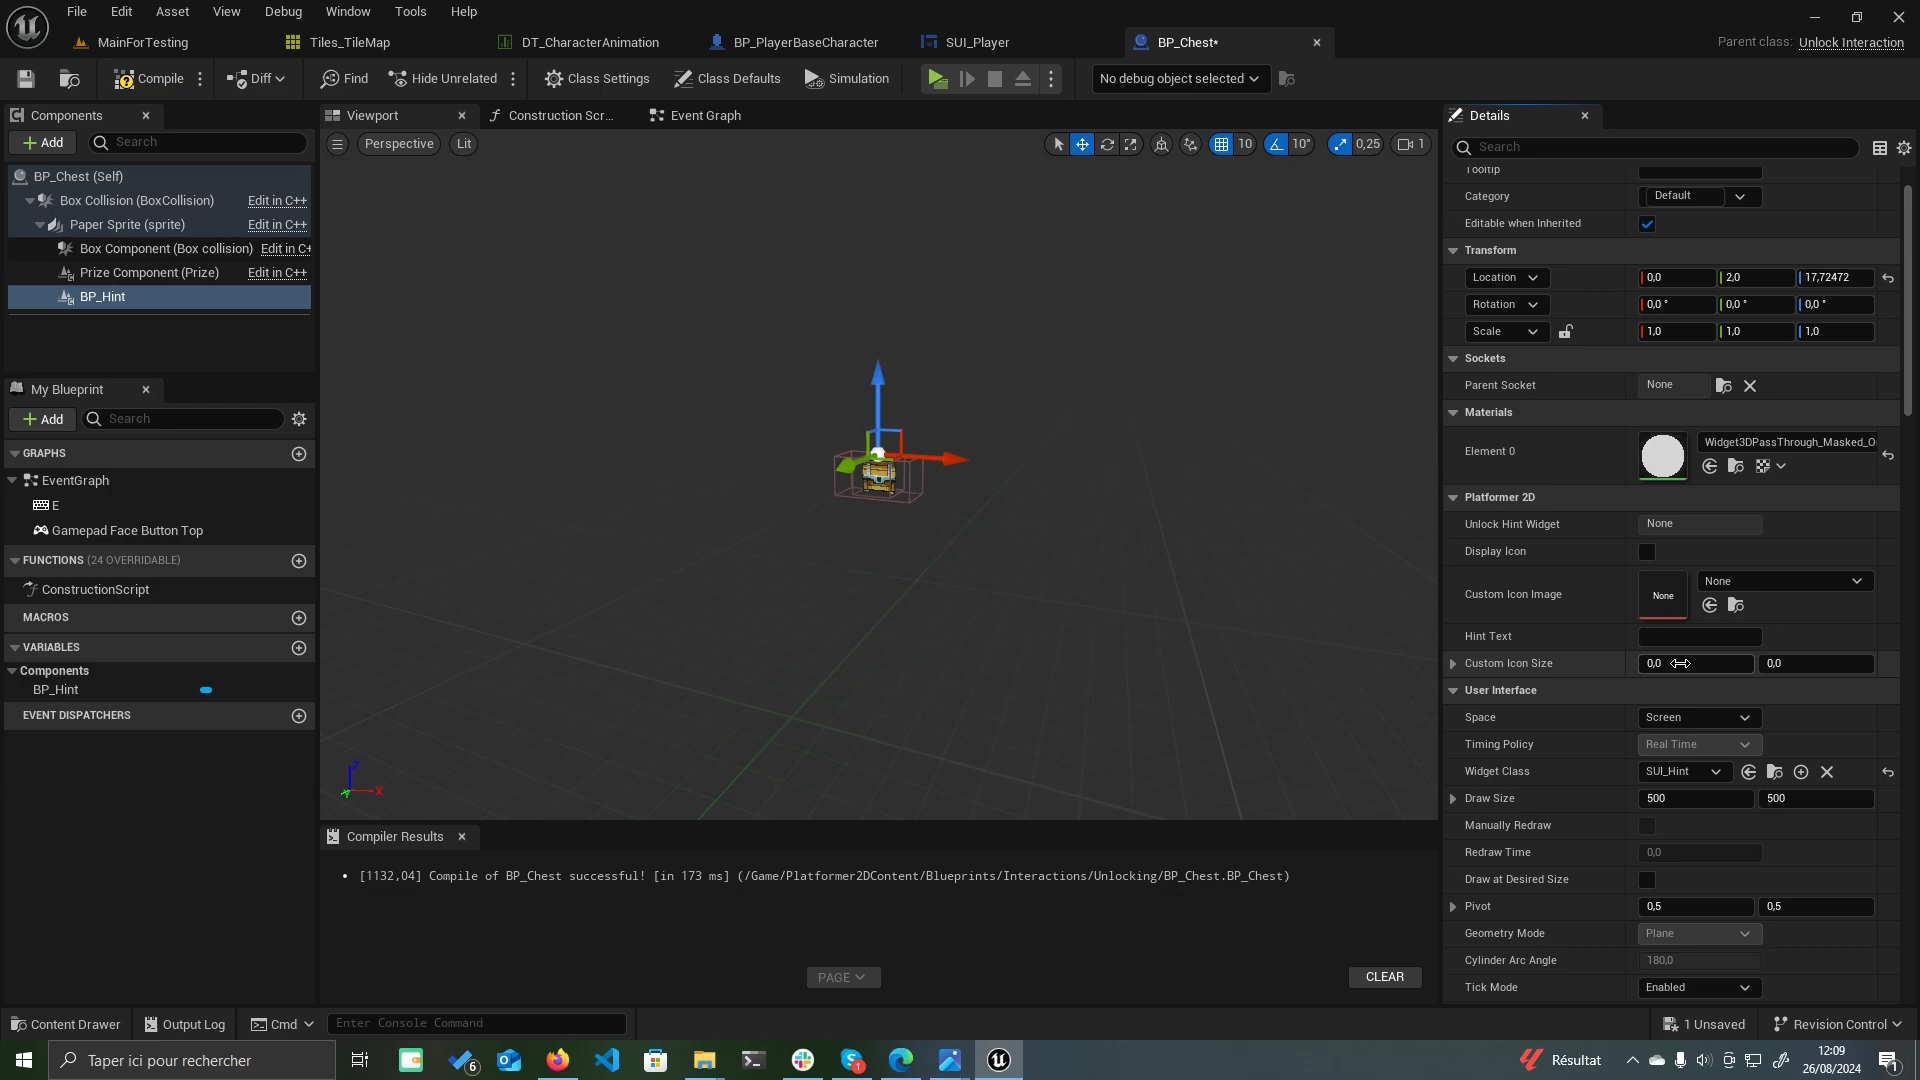 File Edit Asset View Debug Window Tools Help
MainForTesting Tiles_TileMap DT_CharacterAnimation BP_PlayerBaseCharacter SUI_Player BP_Chest* Parent class: Unlock Interaction
Compile Diff Find Hide Unrelated Class Settings Class Defaults Simulation No debug object selected
Components
Add Search
BP_Chest (Self)
Box Collision (BoxCollision) Edit in C++
Paper Sprite (sprite) Edit in C++
Box Component (Box collision) Edit in C+
Prize Component (Prize) Edit in C++
BP_Hint
My Blueprint
Add Search
GRAPHS
EventGraph
E
Gamepad Face Button Top
FUNCTIONS (24 OVERRIDABLE)
ConstructionScript
MACROS
VARIABLES
Components
BP_Hint
EVENT DISPATCHERS
Viewport Construction Scr... Event Graph
Perspective Lit 10 10° 0,25 1
Z
X
Compiler Results
• [1132,04] Compile of BP_Chest successful! [in 173 ms] (/Game/Platformer2DContent/Blueprints/Interactions/Unlocking/BP_Chest.BP_Chest)
PAGE CLEAR
Details
Search
Tooltip
Category Default
Editable when Inherited
Transform
Location 0,0 2,0 17,72472
Rotation 0,0 ° 0,0 ° 0,0 °
Scale 1,0 1,0 1,0
Sockets
Parent Socket None
Materials
Element 0 Widget3DPassThrough_Masked_O
Platformer 2D
Unlock Hint Widget None
Display Icon
Custom Icon Image None None
Hint Text
Custom Icon Size 0,0 0,0
User Interface
Space Screen
Timing Policy Real Time
Widget Class SUI_Hint
Draw Size 500 500
Manually Redraw
Redraw Time 0,0
Draw at Desired Size
Pivot 0,5 0,5
Geometry Mode Plane
Cylinder Arc Angle 180,0
Tick Mode Enabled
Content Drawer Output Log Cmd Enter Console Command 1 Unsaved Revision Control
Taper ici pour rechercher 6 1 Résultat 12:09
26/08/2024 1